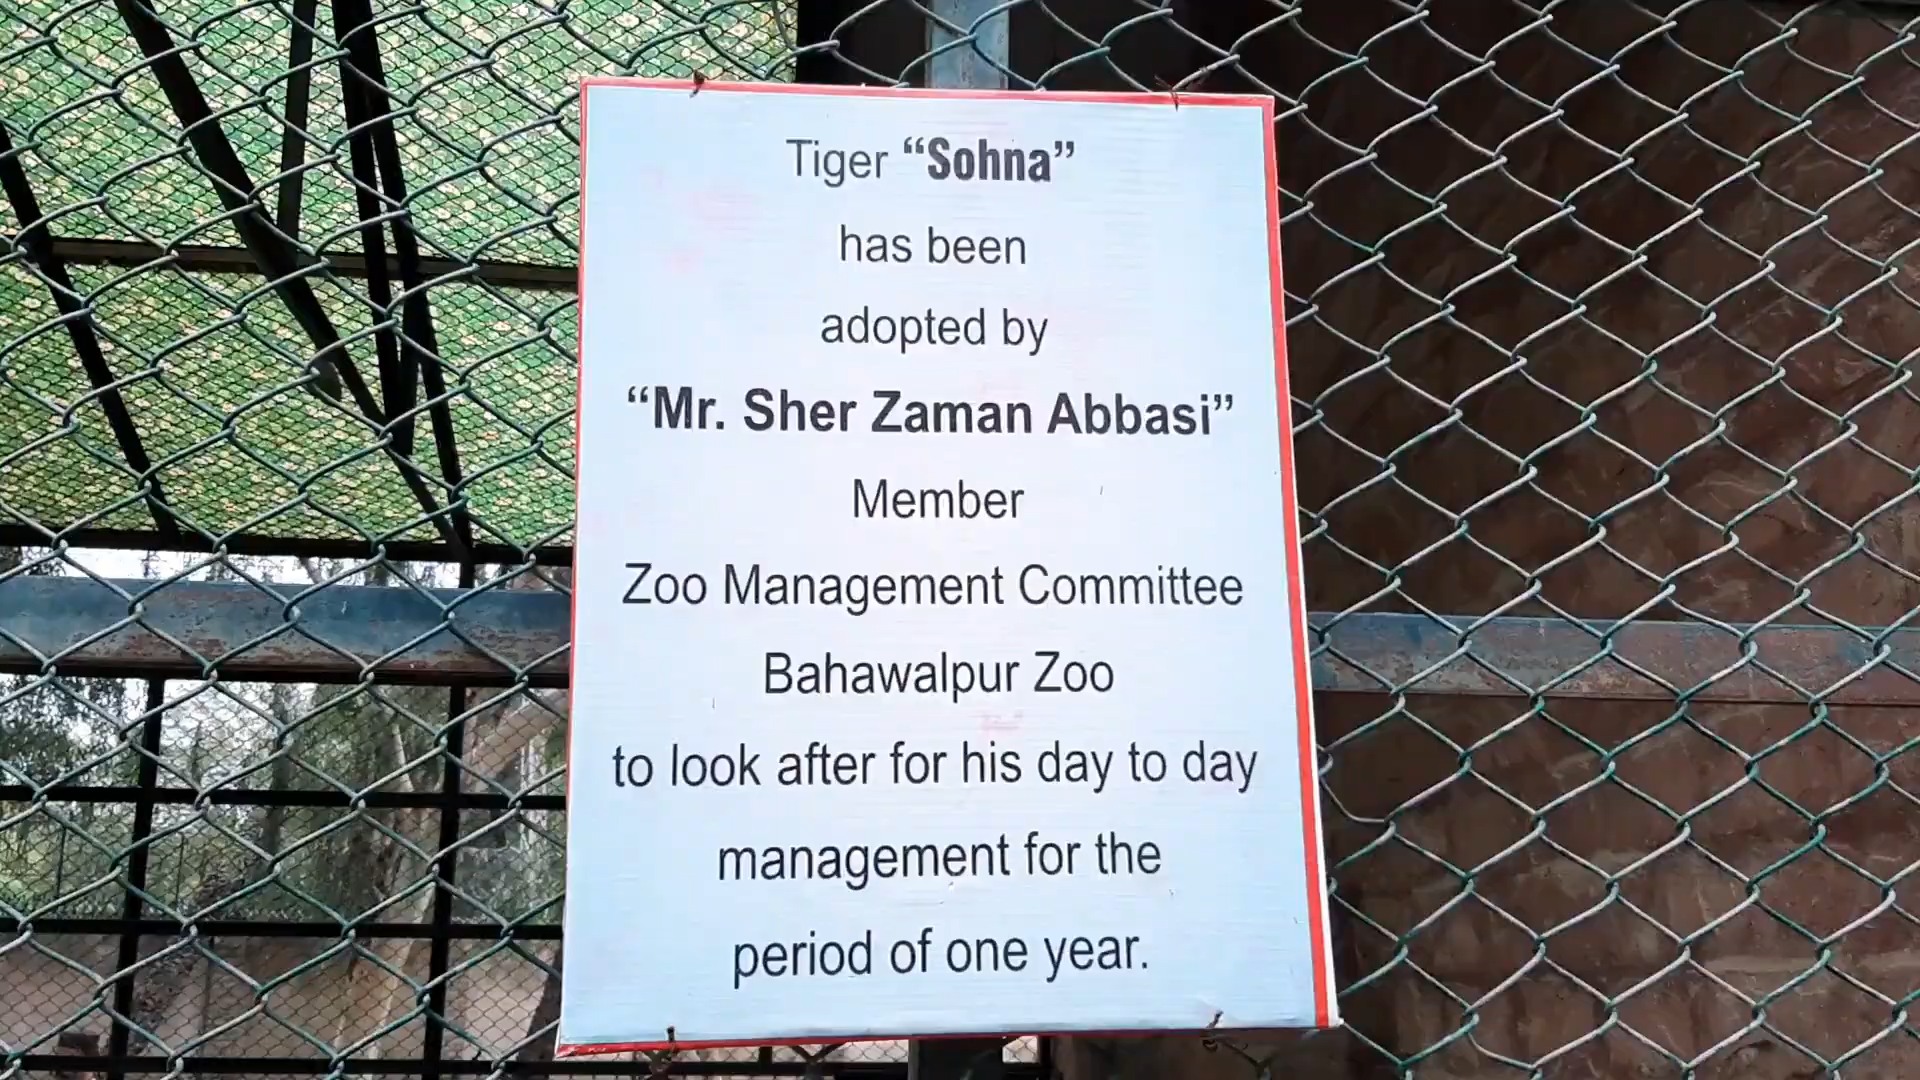 Tiger “Sohna”
has been
adopted by
“Mr. Sher Zaman Abbasi”
Member
Zoo Management Committee
Bahawalpur Zoo
to look after for his day to day
management for the
period of one year.